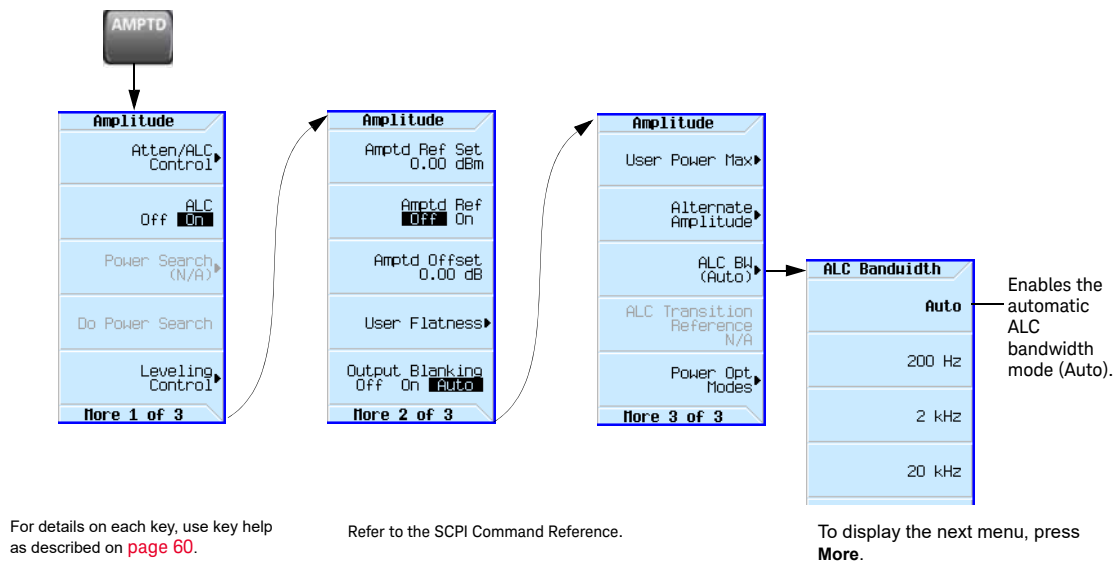 AMPTD
Amplitude
Atten/ALC
Control
ALC
Off On
Power Search
(N/A)
Do Power Search
Leveling
Control
More 1 of 3
Amplitude
Amptd Ref Set
0.00 dBm
Amptd Ref
Off On
Amptd Offset
0.00 dB
User Flatness
Output Blanking
Off On Auto
More 2 of 3
Amplitude
User Power Max
Alternate
Amplitude
ALC BW
(Auto)
ALC Transition
Reference
N/A
Power Opt
Modes
More 3 of 3
ALC Bandwidth
Auto
200 Hz
2 kHz
20 kHz
Enables the
automatic
ALC
bandwidth
mode (Auto).
For details on each key, use key help
as described on page 60.
Refer to the SCPI Command Reference.
To display the next menu, press
More.